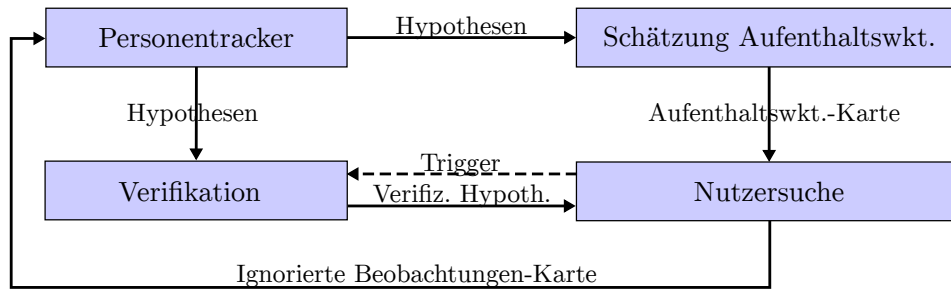 Personentracker
Hypothesen
Schätzung Aufenthaltswkt.
Hypothesen
Aufenthaltswkt.-Karte
Verifikation
Trigger
Verifiz. Hypoth.
Nutzersuche
Ignorierte Beobachtungen-Karte